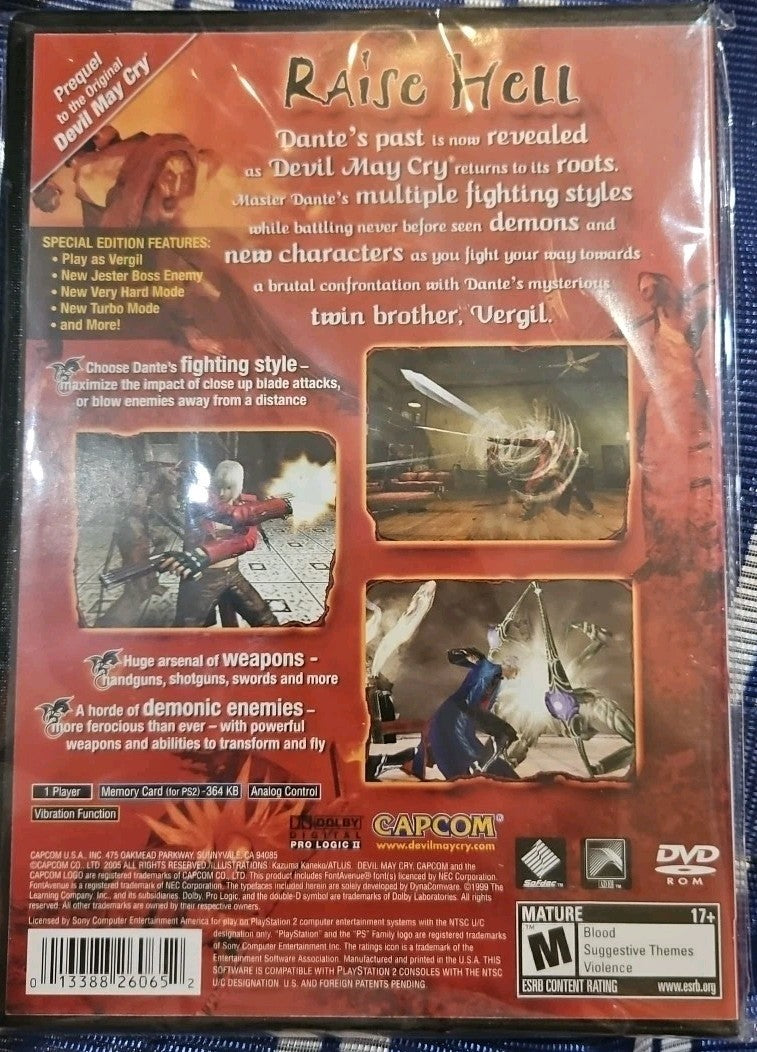 Prequel
to the Original
Devil May Cry®
Raise Hell
Dante's past is now revealed
as Devil May Cry® returns to its roots.
Master Dante's multiple fighting styles
while battling never before seen demons and
new characters as you fight your way towards
a brutal confrontation with Dante's mysterious
twin brother, Vergil.
SPECIAL EDITION FEATURES:
• Play as Vergil
• New Jester Boss Enemy
• New Very Hard Mode
• New Turbo Mode
• and More!
Choose Dante's fighting style –
maximize the impact of close up blade attacks,
or blow enemies away from a distance
Huge arsenal of weapons -
handguns, shotguns, swords and more
A horde of demonic enemies –
more ferocious than ever – with powerful
weapons and abilities to transform and fly
1 Player
Memory Card (for PS2) -364 KB
Analog Control
Vibration Function
DOLBY
DIGITAL
PRO LOGIC II
CAPCOM®
www.devilmaycry.com
Sofdec™
ADX
DVD
ROM
CAPCOM U.S.A., INC. 475 OAKMEAD PARKWAY, SUNNYVALE, CA 94085
©CAPCOM CO., LTD. 2005 ALL RIGHTS RESERVED. ILLUSTRATIONS: Kazuma Kaneko/ATLUS. DEVIL MAY CRY, CAPCOM and the
CAPCOM LOGO are registered trademarks of CAPCOM CO., LTD. This product includes FontAvenue® font(s) licenced by NEC Corporation.
FontAvenue is a registered trademark of NEC Corporation. The typefaces included herein are solely developed by DynaComware. ©1999 The
Learning Company Inc., and its subsidiaries. Dolby, Pro Logic, and the double-D symbol are trademarks of Dolby Laboratories. All rights
reserved. All other trademarks are owned by their respective owners.
Licensed by Sony Computer Entertainment America for play on PlayStation 2 computer entertainment systems with the NTSC U/C
designation only. "PlayStation" and the "PS" Family logo are registered trademarks
of Sony Computer Entertainment Inc. The ratings icon is a trademark of the
Entertainment Software Association. Manufactured and printed in the U.S.A. THIS
SOFTWARE IS COMPATIBLE WITH PLAYSTATION 2 CONSOLES WITH THE NTSC
U/C DESIGNATION. U.S. AND FOREIGN PATENTS PENDING.
0 13388 26065 2
MATURE 17+
M
™
Blood
Suggestive Themes
Violence
ESRB CONTENT RATING www.esrb.org